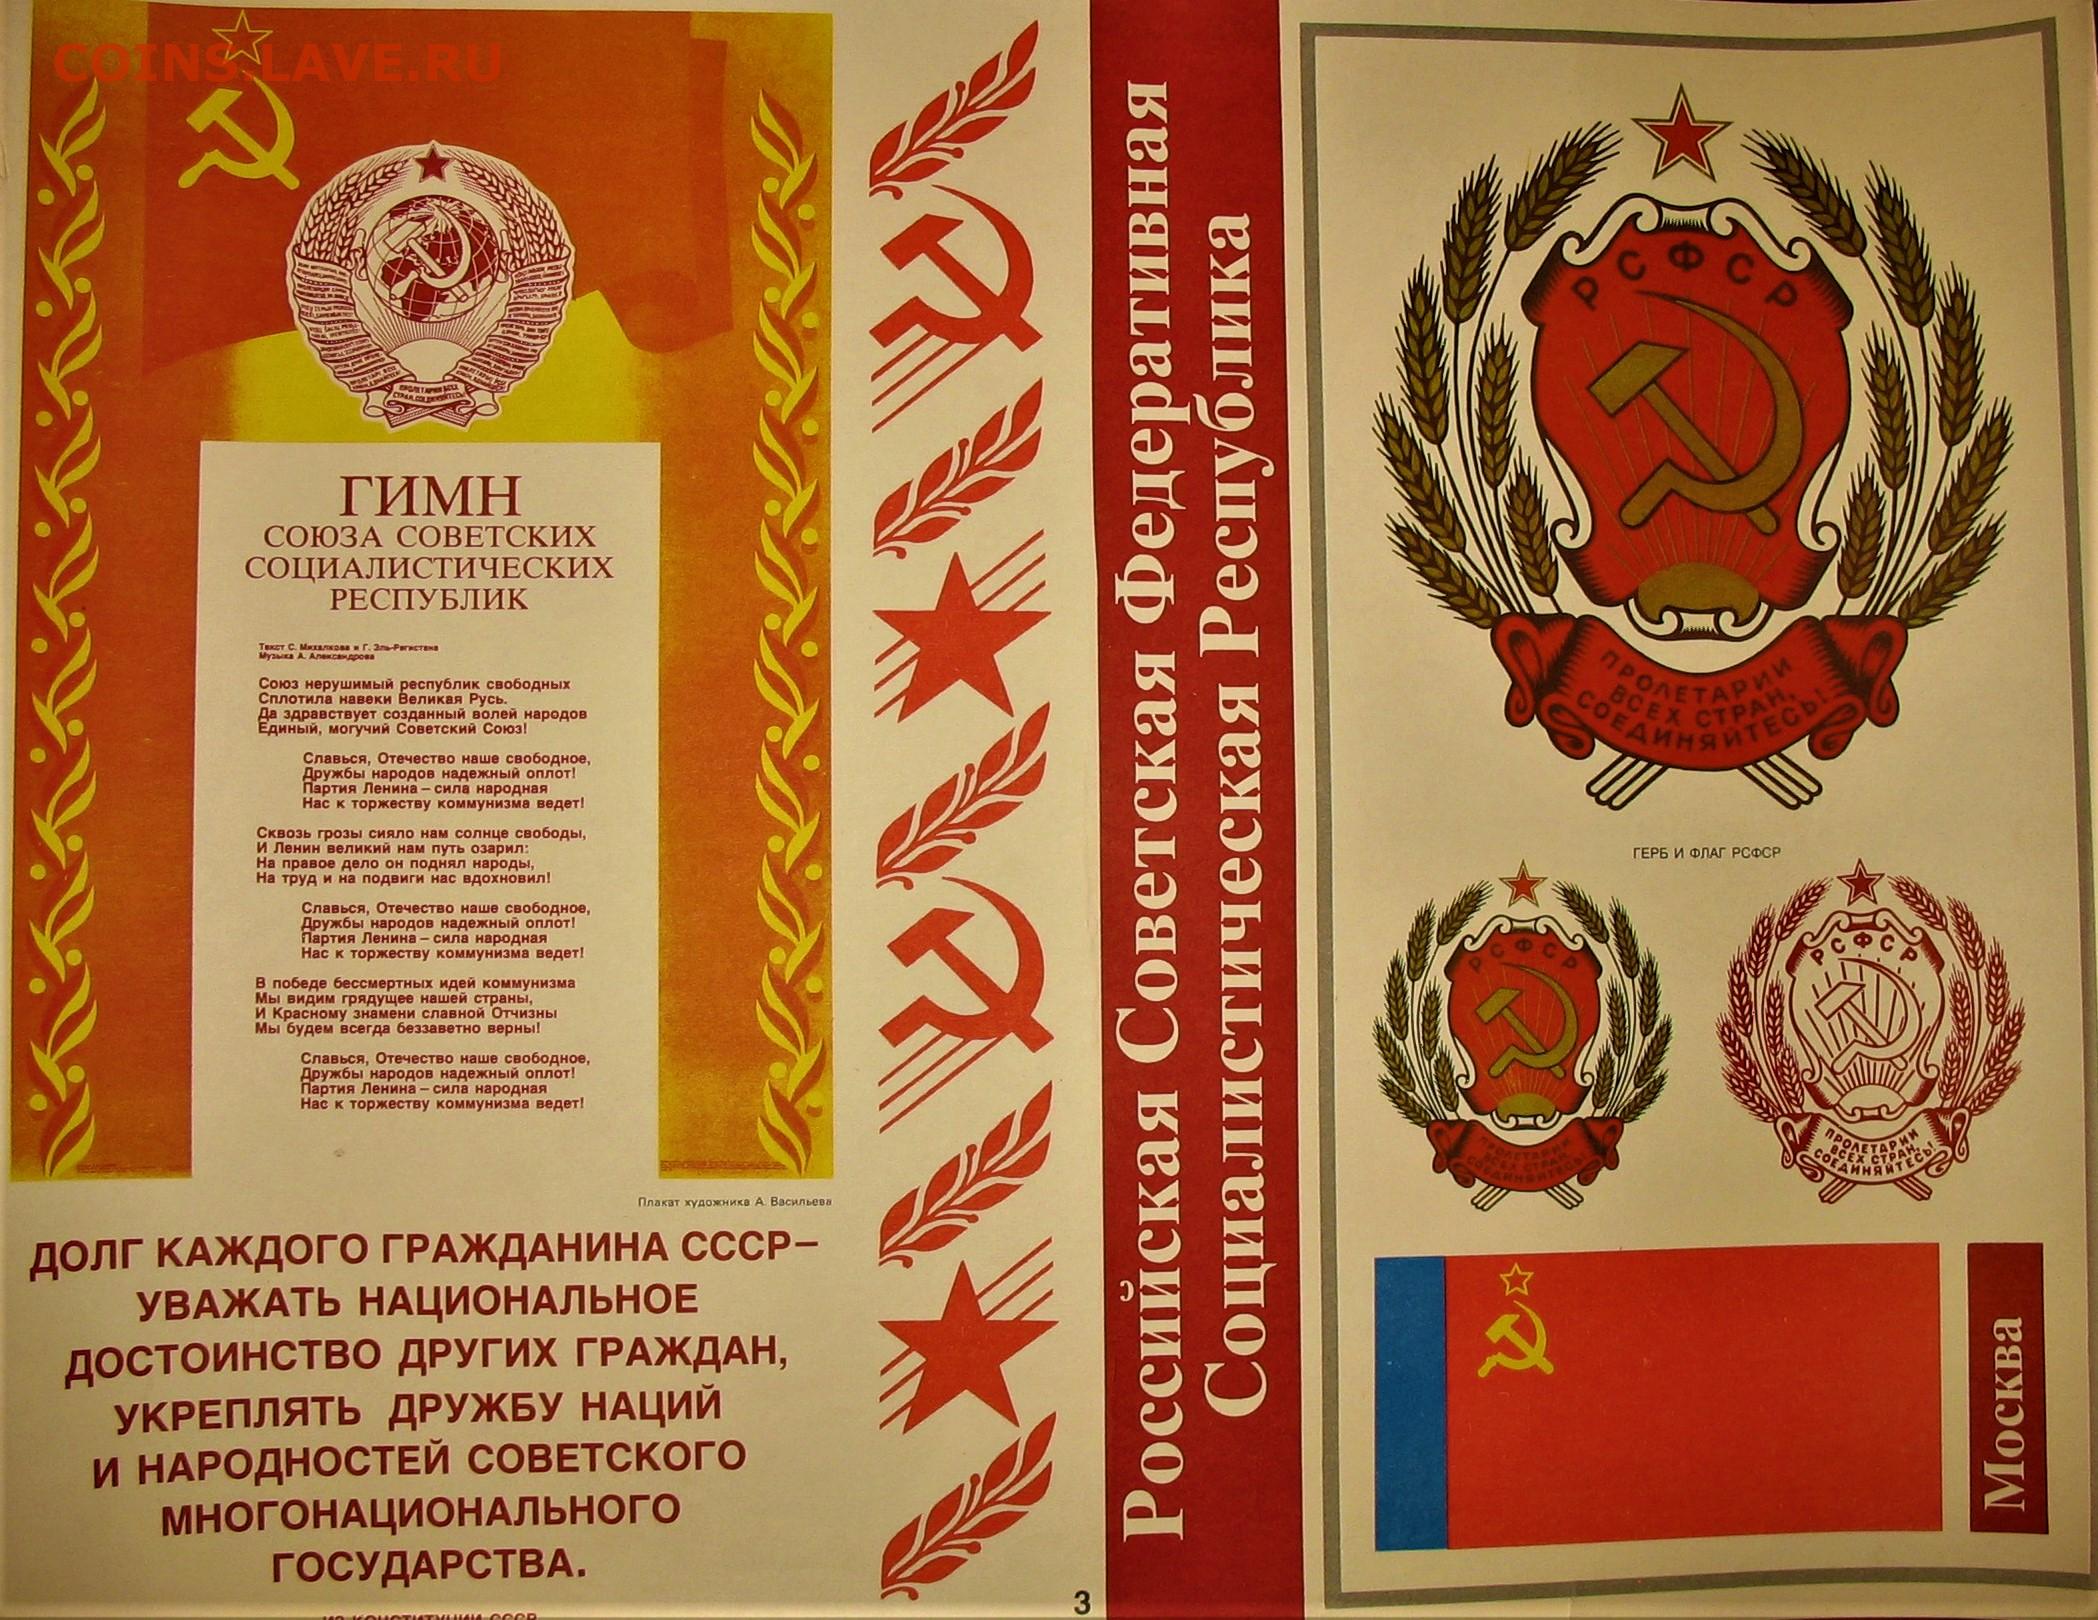 COINS.LAVE.RU
ПРОЛЕТАРИИ ВСЕХ
СТРАН, СОЕДИНЯЙТЕСЬ!
ГИМН
СОЮЗА СОВЕТСКИХ
СОЦИАЛИСТИЧЕСКИХ
РЕСПУБЛИК
Текст С. Михалкова и Г. Эль-Регистана
Музыка А. Александрова
Союз нерушимый республик свободных
Сплотила навеки Великая Русь.
Да здравствует созданный волей народов
Единый, могучий Советский Союз!
Славься, Отечество наше свободное,
Дружбы народов надежный оплот!
Партия Ленина – сила народная
Нас к торжеству коммунизма ведет!
Сквозь грозы сияло нам солнце свободы,
И Ленин великий нам путь озарил:
На правое дело он поднял народы,
На труд и на подвиги нас вдохновил!
Славься, Отечество наше свободное,
Дружбы народов надежный оплот!
Партия Ленина – сила народная
Нас к торжеству коммунизма ведет!
В победе бессмертных идей коммунизма
Мы видим грядущее нашей страны,
И Красному знамени славной Отчизны
Мы будем всегда беззаветно верны!
Славься, Отечество наше свободное,
Дружбы народов надежный оплот!
Партия Ленина – сила народная
Нас к торжеству коммунизма ведет!
Плакат художника А. Васильева
ДОЛГ КАЖДОГО ГРАЖДАНИНА СССР–
УВАЖАТЬ НАЦИОНАЛЬНОЕ
ДОСТОИНСТВО ДРУГИХ ГРАЖДАН,
УКРЕПЛЯТЬ ДРУЖБУ НАЦИЙ
И НАРОДНОСТЕЙ СОВЕТСКОГО
МНОГОНАЦИОНАЛЬНОГО
ГОСУДАРСТВА.
ИЗ КОНСТИТУЦИИ СССР
3
Российская Советская Федеративная
Социалистическая Республика
РСФСР
ПРОЛЕТАРИИ
ВСЕХ СТРАН,
СОЕДИНЯЙТЕСЬ!
ГЕРБ И ФЛАГ РСФСР
РСФСР
ПРОЛЕТАРИИ
ВСЕХ СТРАН,
СОЕДИНЯЙТЕСЬ!
РСФСР
ПРОЛЕТАРИИ
ВСЕХ СТРАН,
СОЕДИНЯЙТЕСЬ!
Москва